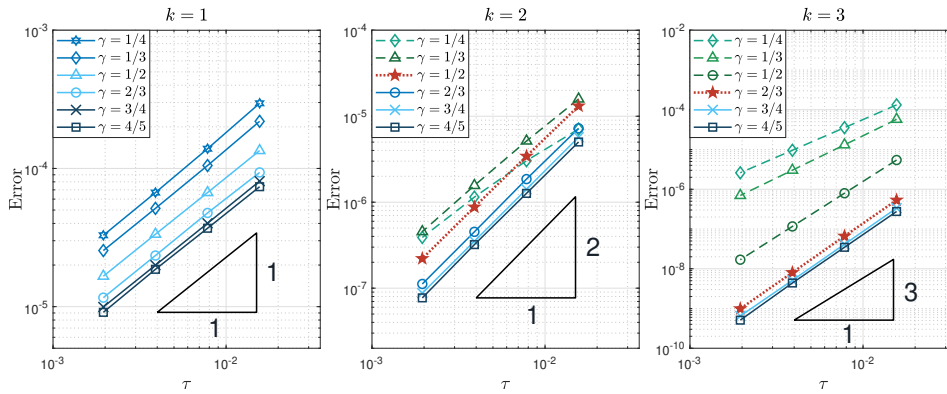 k = 1
10⁻³
10⁻⁴
10⁻⁵
Error
γ = 1/4
γ = 1/3
γ = 1/2
γ = 2/3
γ = 3/4
γ = 4/5
1
1
10⁻³
10⁻²
τ
k = 2
10⁻⁵
10⁻⁶
10⁻⁷
Error
γ = 1/4
γ = 1/3
γ = 1/2
γ = 2/3
γ = 3/4
γ = 4/5
2
1
10⁻³
10⁻²
τ
k = 3
10⁻²
10⁻⁴
10⁻⁶
10⁻⁸
10⁻¹⁰
Error
γ = 1/4
γ = 1/3
γ = 1/2
γ = 2/3
γ = 3/4
γ = 4/5
3
1
10⁻³
10⁻²
τ